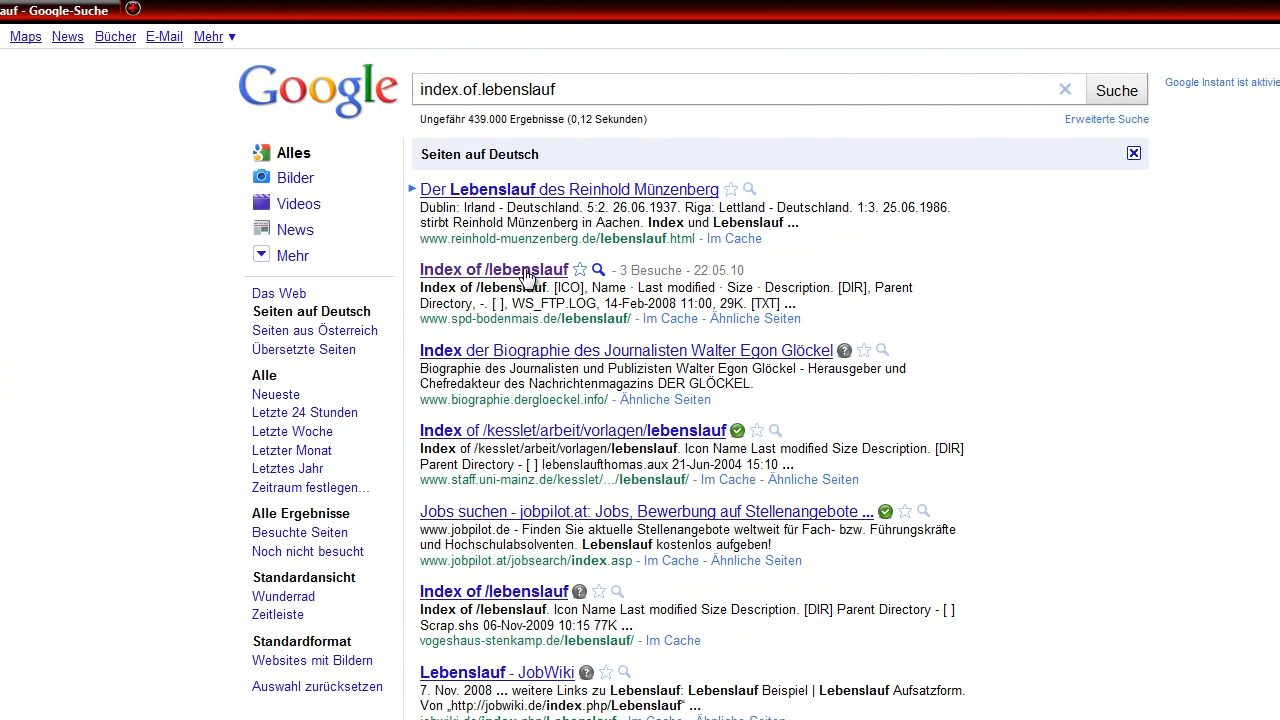 auf - Google-Suche
Maps News Bücher E-Mail Mehr ▼
Google
index.of.lebenslauf
Suche
Google Instant ist aktivie
Ungefähr 439.000 Ergebnisse (0,12 Sekunden)
Erweiterte Suche
Alles
Bilder
Videos
News
Mehr
Das Web
Seiten auf Deutsch
Seiten aus Österreich
Übersetzte Seiten
Alle
Neueste
Letzte 24 Stunden
Letzte Woche
Letzter Monat
Letztes Jahr
Zeitraum festlegen...
Alle Ergebnisse
Besuchte Seiten
Noch nicht besucht
Standardansicht
Wunderrad
Zeitleiste
Standardformat
Websites mit Bildern
Auswahl zurücksetzen
Seiten auf Deutsch
Der Lebenslauf des Reinhold Münzenberg
Dublin: Irland - Deutschland. 5:2. 26.06.1937. Riga: Lettland - Deutschland. 1:3. 25.06.1986.
stirbt Reinhold Münzenberg in Aachen. Index und Lebenslauf ...
www.reinhold-muenzenberg.de/lebenslauf.html - Im Cache
Index of /lebenslauf - 3 Besuche - 22.05.10
Index of /lebenslauf. [ICO], Name · Last modified · Size · Description. [DIR], Parent
Directory, -. [ ], WS_FTP.LOG, 14-Feb-2008 11:00, 29K. [TXT] ...
www.spd-bodenmais.de/lebenslauf/ - Im Cache - Ähnliche Seiten
Index der Biographie des Journalisten Walter Egon Glöckel
Biographie des Journalisten und Publizisten Walter Egon Glöckel - Herausgeber und
Chefredakteur des Nachrichtenmagazins DER GLÖCKEL.
www.biographie.dergloeckel.info/ - Ähnliche Seiten
Index of /kesslet/arbeit/vorlagen/lebenslauf
Index of /kesslet/arbeit/vorlagen/lebenslauf. Icon Name Last modified Size Description. [DIR]
Parent Directory - [ ] lebenslaufthomas.aux 21-Jun-2004 15:10 ...
www.staff.uni-mainz.de/kesslet/.../lebenslauf/ - Im Cache - Ähnliche Seiten
Jobs suchen - jobpilot.at: Jobs, Bewerbung auf Stellenangebote ...
www.jobpilot.de - Finden Sie aktuelle Stellenangebote weltweit für Fach- bzw. Führungskräfte
und Hochschulabsolventen. Lebenslauf kostenlos aufgeben!
www.jobpilot.at/jobsearch/index.asp - Im Cache - Ähnliche Seiten
Index of /lebenslauf
Index of /lebenslauf. Icon Name Last modified Size Description. [DIR] Parent Directory - [ ]
Scrap.shs 06-Nov-2009 10:15 77K ...
vogeshaus-stenkamp.de/lebenslauf/ - Im Cache
Lebenslauf - JobWiki
7. Nov. 2008 ... weitere Links zu Lebenslauf: Lebenslauf Beispiel | Lebenslauf Aufsatzform.
Von „http://jobwiki.de/index.php/Lebenslauf“ ...
jobwiki.de/index.php/Lebenslauf - Im Cache - Ähnliche Seiten